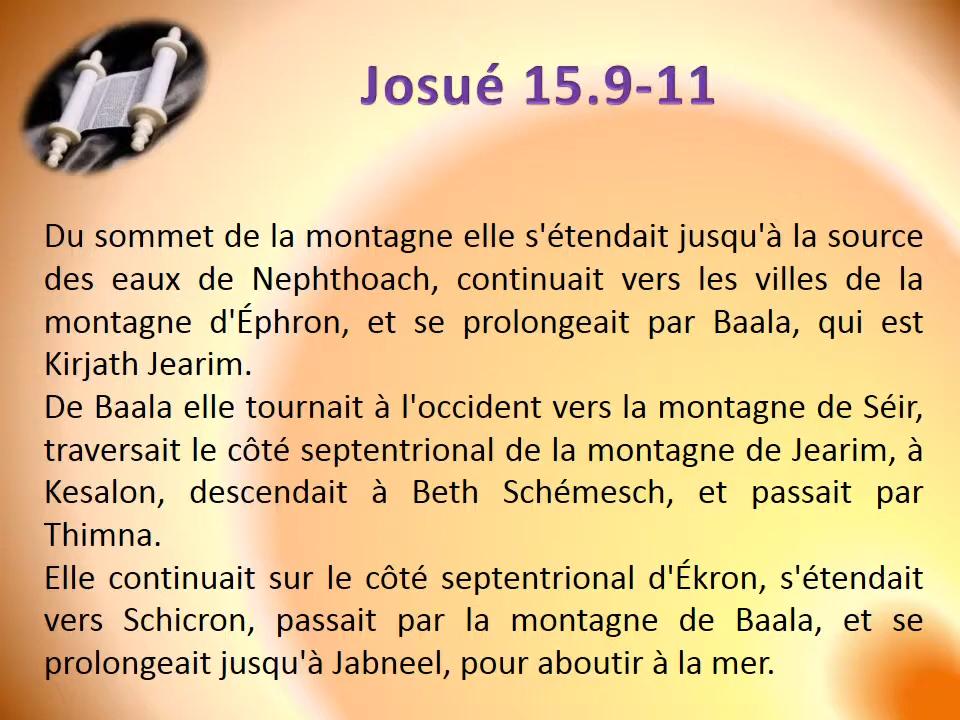 Josué 15.9-11
Du sommet de la montagne elle s'étendait jusqu'à la source
des eaux de Nephthoach, continuait vers les villes de la
montagne d'Éphron, et se prolongeait par Baala, qui est
Kirjath Jearim.
De Baala elle tournait à l'occident vers la montagne de Séir,
traversait le côté septentrional de la montagne de Jearim, à
Kesalon, descendait à Beth Schémesch, et passait par
Thimna.
Elle continuait sur le côté septentrional d'Ékron, s'étendait
vers Schicron, passait par la montagne de Baala, et se
prolongeait jusqu'à Jabneel, pour aboutir à la mer.